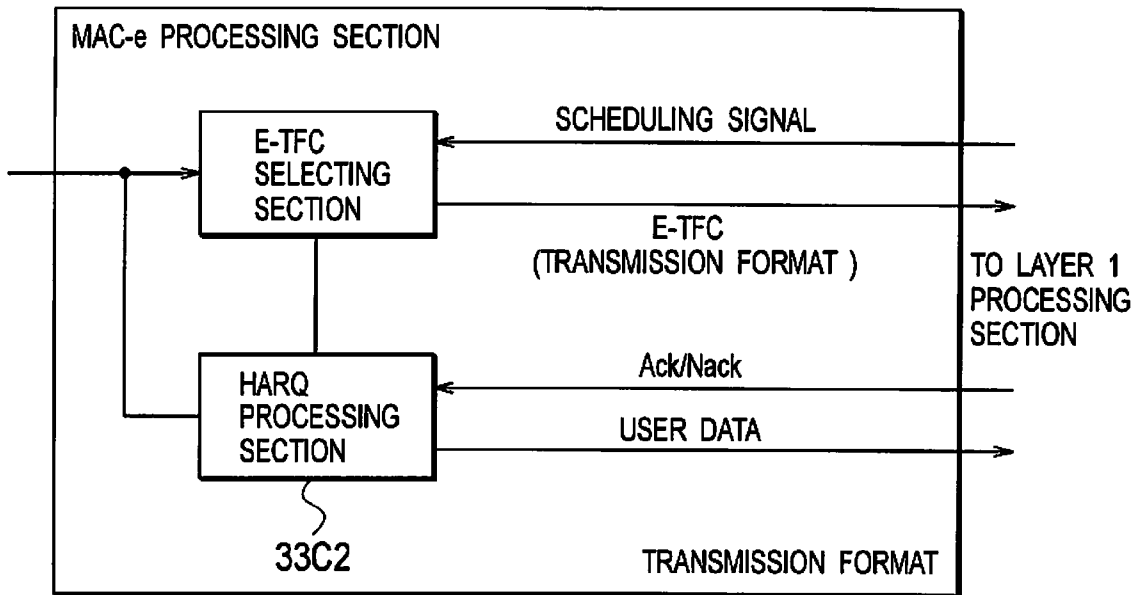 MAC-e PROCESSING SECTION
E-TFC
SELECTING
SECTION
SCHEDULING SIGNAL
E-TFC
(TRANSMISSION FORMAT )
TO LAYER 1
PROCESSING
SECTION
HARQ
PROCESSING
SECTION
Ack/Nack
USER DATA
33C2
TRANSMISSION FORMAT